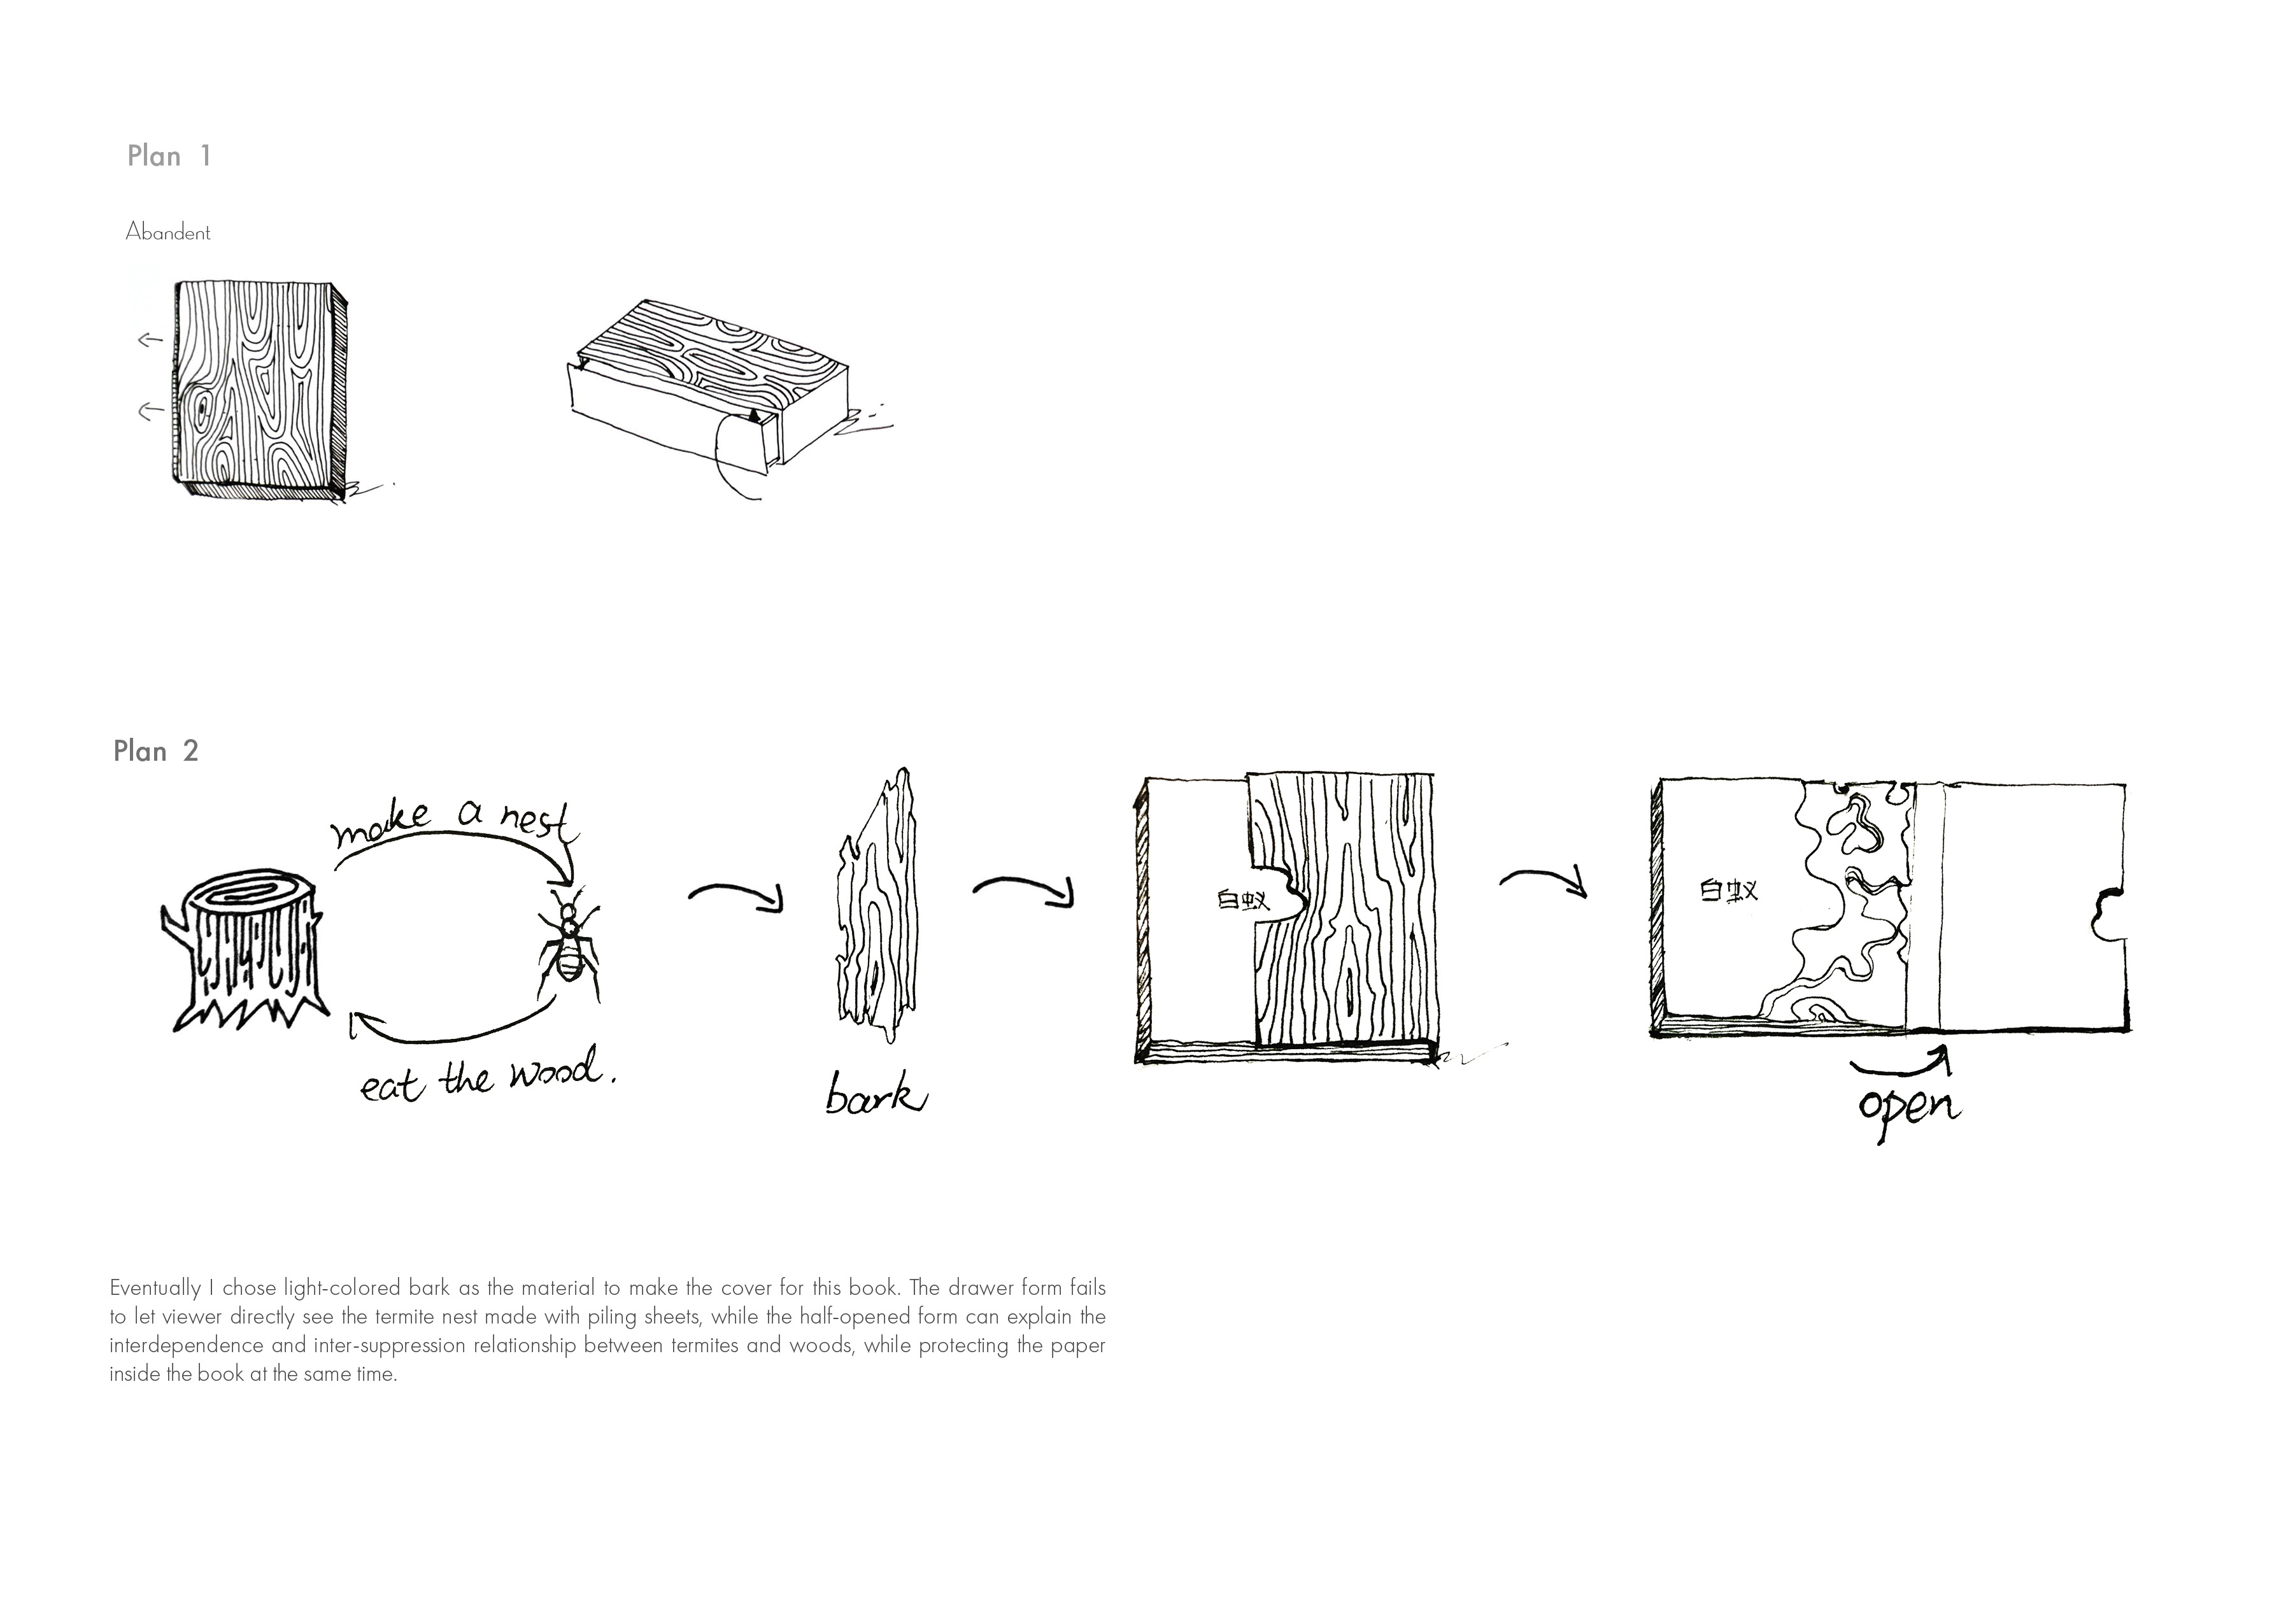 Plan 1
Abandent
Plan 2
make a nest
eat the wood.
bark
白蚁
白蚁
open
Eventually I chose light-colored bark as the material to make the cover for this book. The drawer form fails
to let viewer directly see the termite nest made with piling sheets, while the half-opened form can explain the
interdependence and inter-suppression relationship between termites and woods, while protecting the paper
inside the book at the same time.